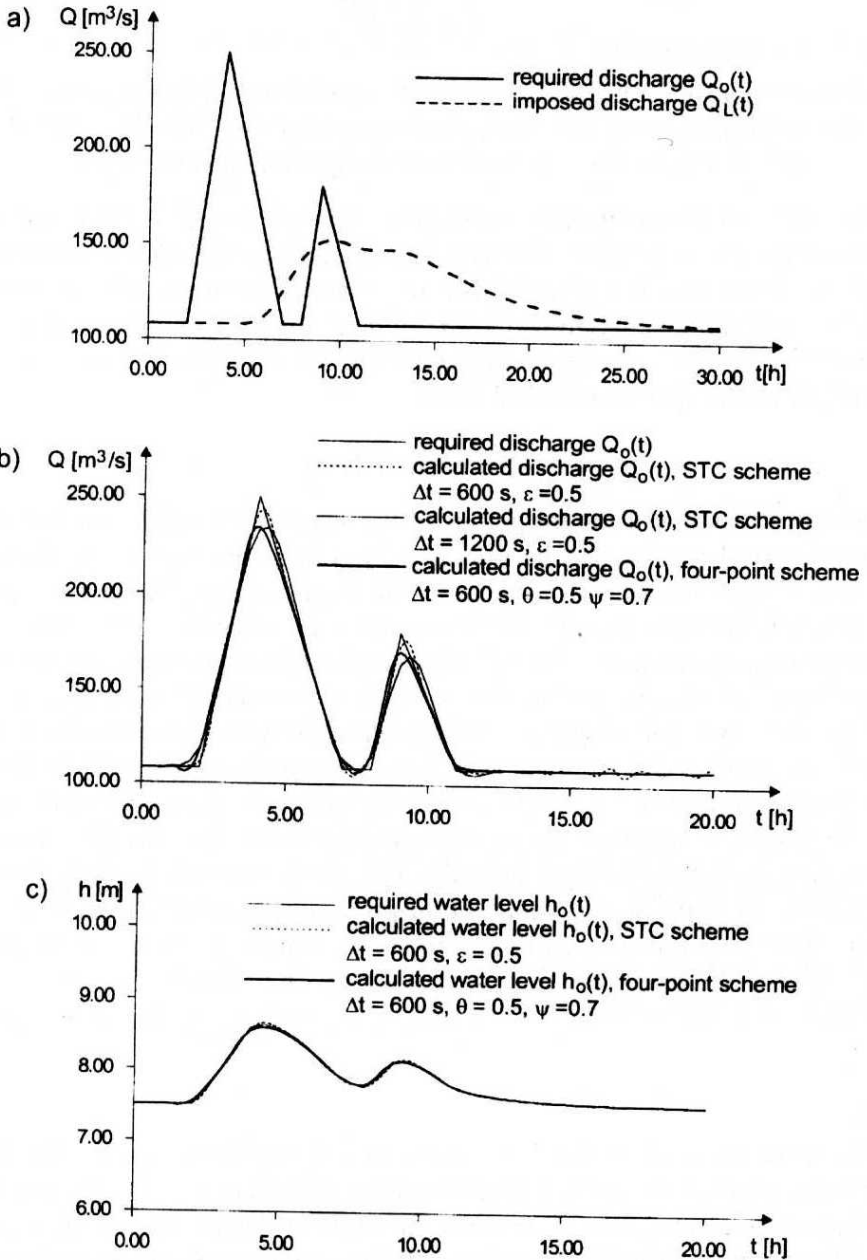 a) Q [m³/s]
250.00
200.00
150.00
100.00
required discharge Qo(t)
imposed discharge QL(t)
0.00 5.00 10.00 15.00 20.00 25.00 30.00 t[h]
b) Q [m³/s]
250.00
200.00
150.00
100.00
required discharge Qo(t)
calculated discharge Qo(t), STC scheme
Δt = 600 s, ε =0.5
calculated discharge Qo(t), STC scheme
Δt = 1200 s, ε =0.5
calculated discharge Qo(t), four-point scheme
Δt = 600 s, θ =0.5 ψ =0.7
0.00 5.00 10.00 15.00 20.00 t [h]
c) h [m]
10.00
9.00
8.00
7.00
6.00
required water level ho(t)
calculated water level ho(t), STC scheme
Δt = 600 s, ε = 0.5
calculated water level ho(t), four-point scheme
Δt = 600 s, θ = 0.5, ψ =0.7
0.00 5.00 10.00 15.00 20.00 t [h]